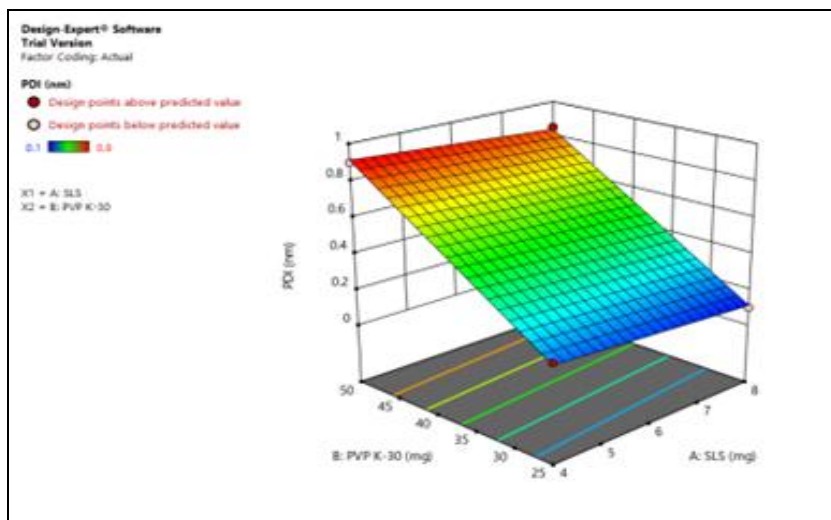 Design-Expert® Software
Trial Version
Factor Coding: Actual
PDI (nm)
Design points above predicted value
Design points below predicted value
0.1 0.8
X1 = A: SLS
X2 = B: PVP K-30
1
0.8
0.6
0.4
0.2
0
PDI (nm)
50
45
40
35
30
25
4
5
6
7
8
B: PVP K-30 (mg)
A: SLS (mg)